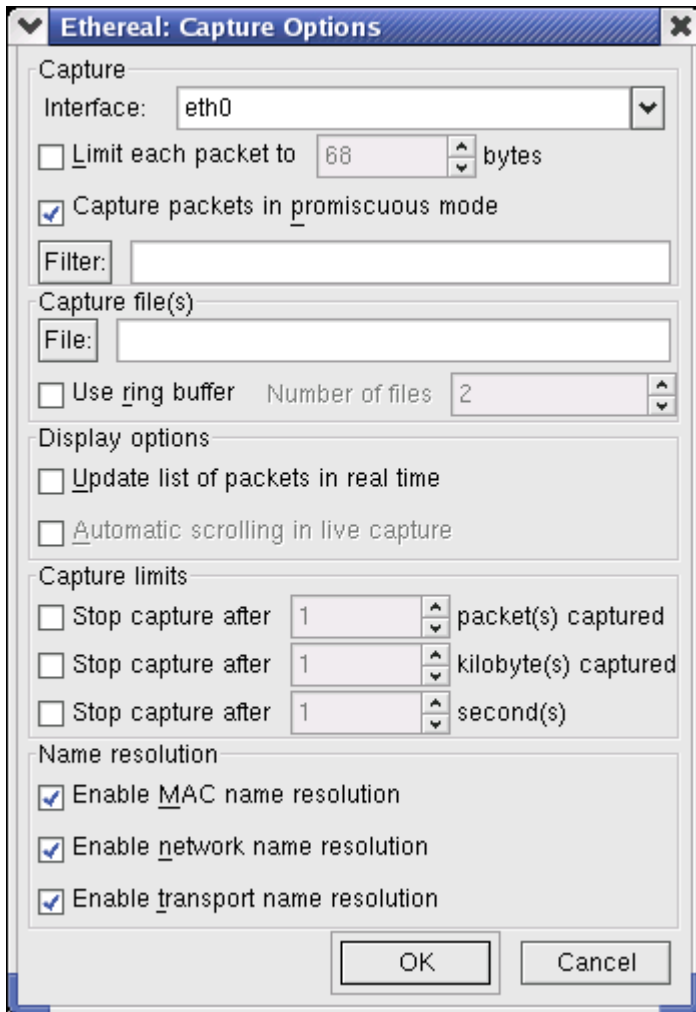 Ethereal: Capture Options
Capture
Interface: eth0
Limit each packet to 68 bytes
Capture packets in promiscuous mode
Filter:
Capture file(s)
File:
Use ring buffer Number of files 2
Display options
Update list of packets in real time
Automatic scrolling in live capture
Capture limits
Stop capture after 1 packet(s) captured
Stop capture after 1 kilobyte(s) captured
Stop capture after 1 second(s)
Name resolution
Enable MAC name resolution
Enable network name resolution
Enable transport name resolution
OK Cancel